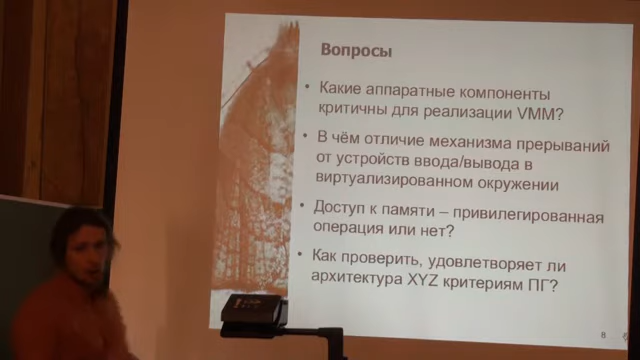 Вопросы
• Какие аппаратные компоненты
критичны для реализации VMM?
• В чём отличие механизма прерываний
от устройств ввода/вывода в
виртуализированном окружении
• Доступ к памяти – привилегированная
операция или нет?
• Как проверить, удовлетворяет ли
архитектура XYZ критериям ПГ?
8